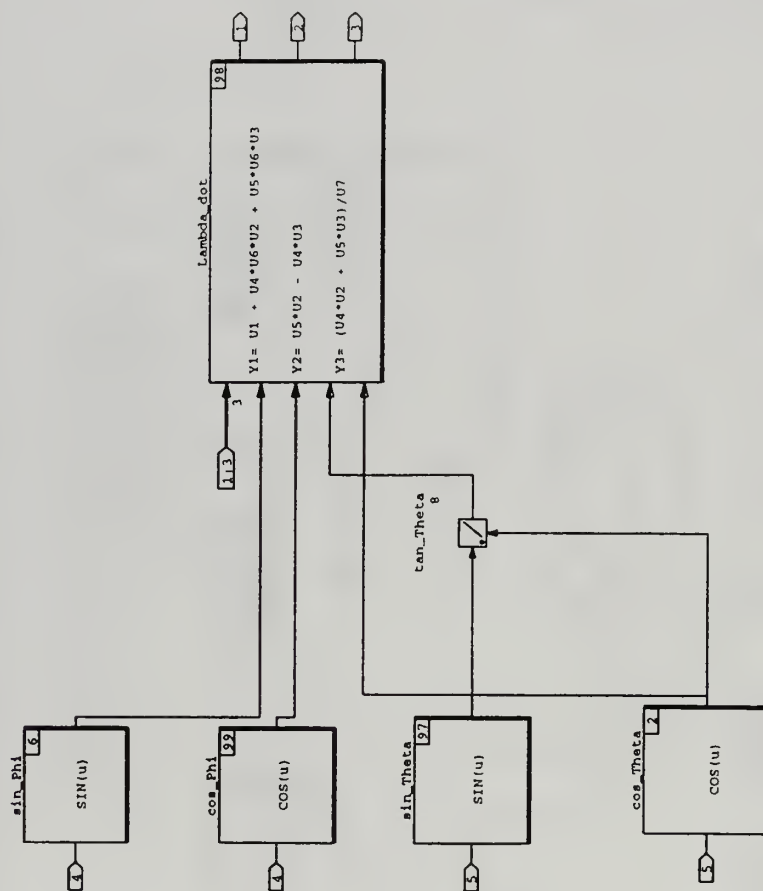 sin_Phi
6
SIN(u)
4
cos_Phi
99
COS(u)
4
sin_Theta
97
SIN(u)
5
cos_Theta
2
COS(u)
5
tan_Theta
8
1:3
3
Lambda_dot
98
Y1= U1 + U4*U6*U2 + U5*U6*U3
Y2= U5*U2 - U4*U3
Y3= (U4*U2 + U5*U3)/U7
1
2
3